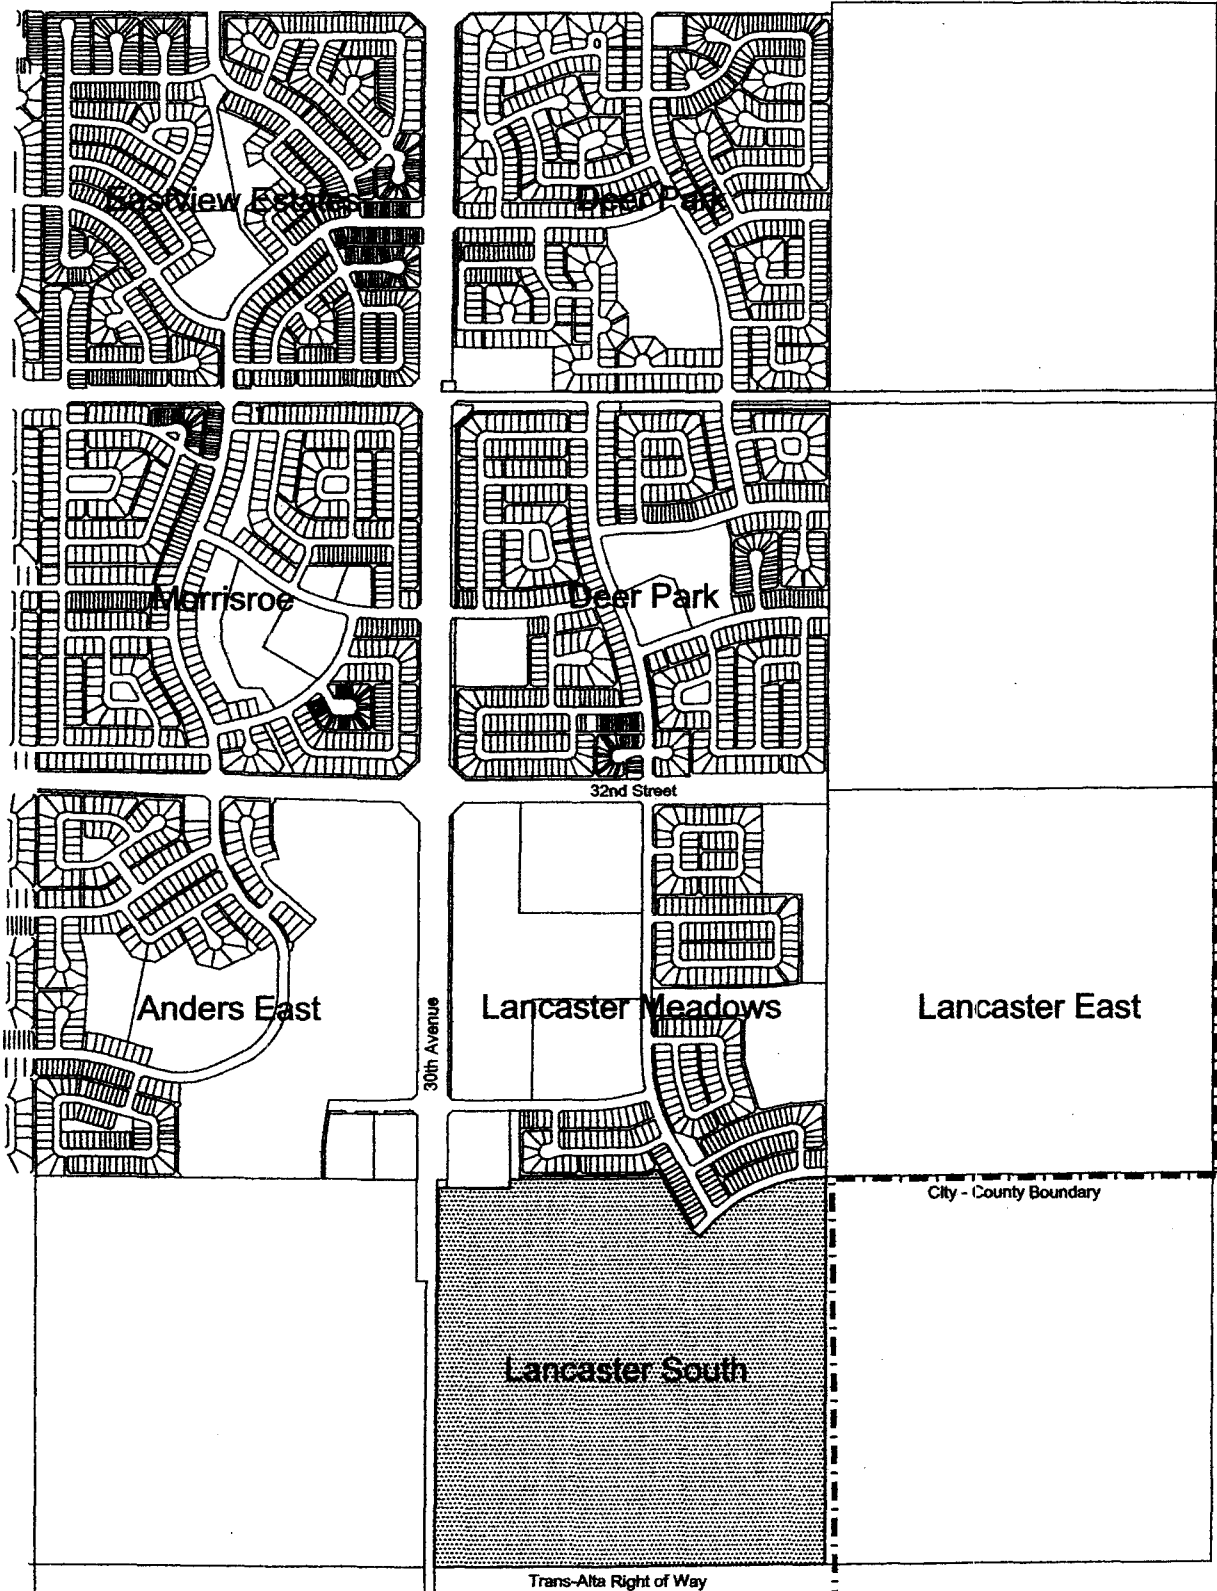 Eastview Estates
Deer Park
Morrisroe
Deer Park
32nd Street
Anders East
30th Avenue
Lancaster Meadows
Lancaster East
City - County Boundary
Lancaster South
Trans-Alta Right of Way